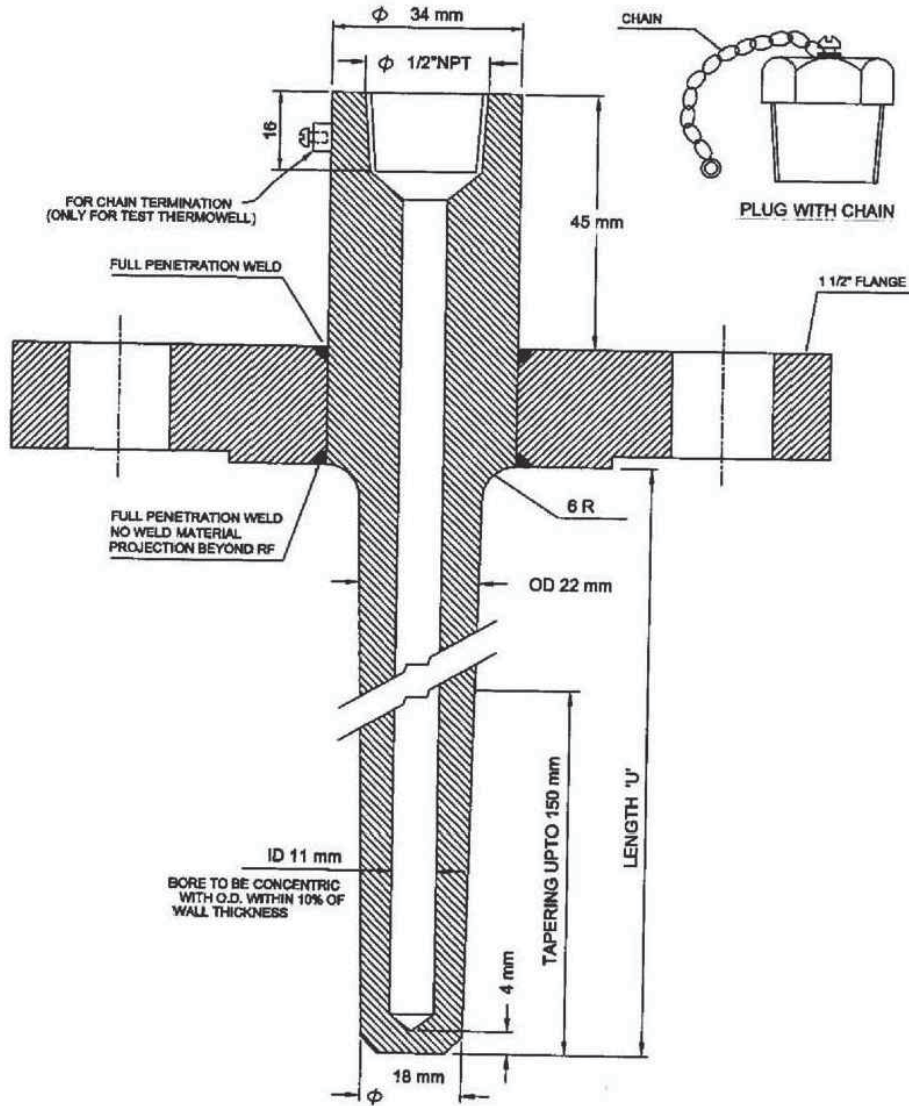 ϕ 34 mm
ϕ 1/2"NPT
CHAIN
16
45 mm
PLUG WITH CHAIN
FOR CHAIN TERMINATION
(ONLY FOR TEST THERMOWELL)
FULL PENETRATION WELD
1 1/2" FLANGE
FULL PENETRATION WELD
NO WELD MATERIAL
PROJECTION BEYOND RF
6 R
OD 22 mm
TAPERING UPTO 150 mm
LENGTH 'U'
ID 11 mm
BORE TO BE CONCENTRIC
WITH O.D. WITHIN 10% OF
WALL THICKNESS
4 mm
18 mm
ϕ